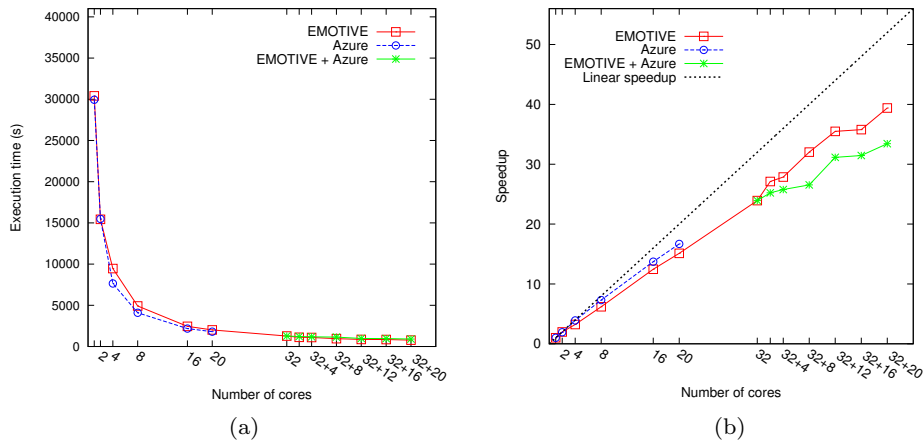 40000
35000
30000
25000
20000
15000
10000
5000
0
Execution time (s)
EMOTIVE
Azure
EMOTIVE + Azure
2
4
8
16
20
32
32+4
32+8
32+12
32+16
32+20
Number of cores
(a)
50
40
30
20
10
0
Speedup
EMOTIVE
Azure
EMOTIVE + Azure
Linear speedup
2
4
8
16
20
32
32+4
32+8
32+12
32+16
32+20
Number of cores
(b)